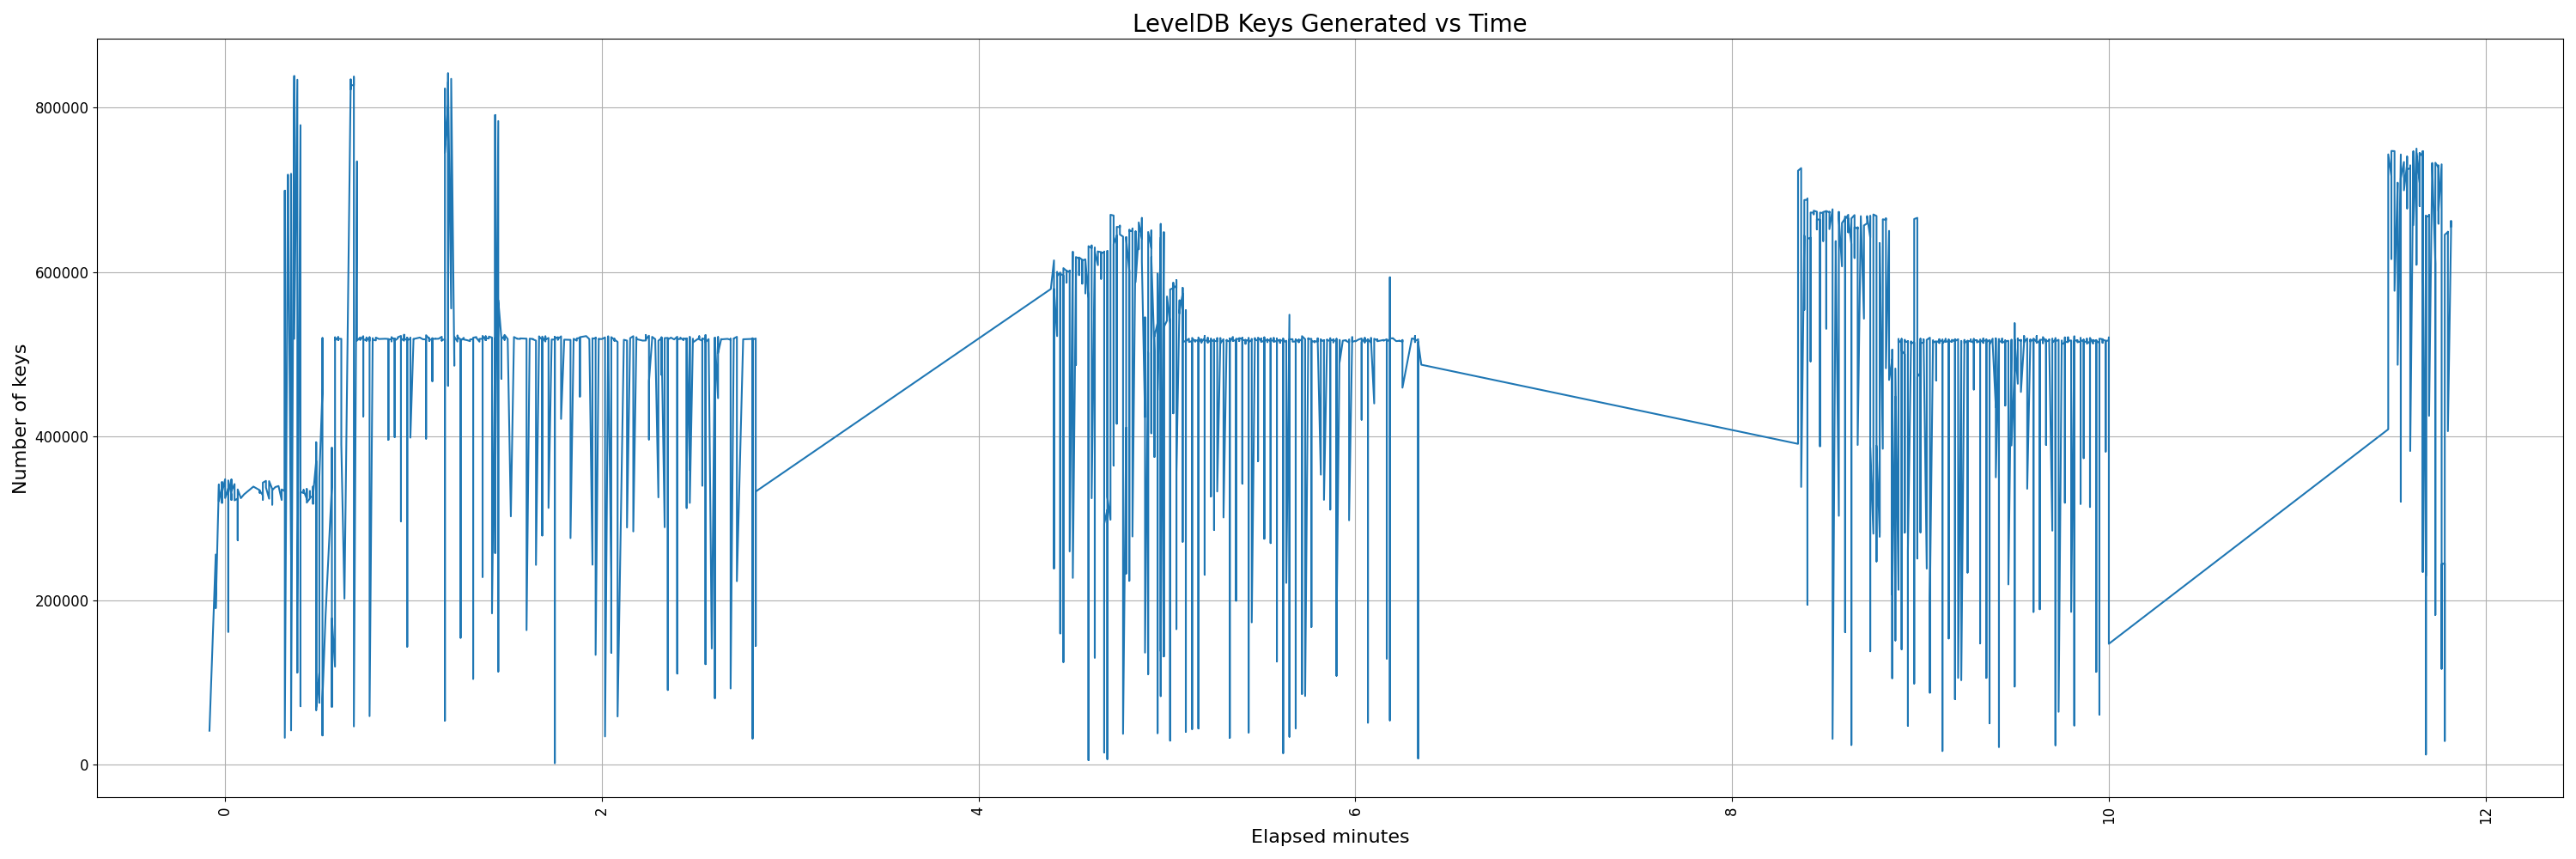 LevelDB Keys Generated vs Time
Number of keys
800000
600000
400000
200000
0
0 2 4 6 8 10 12
Elapsed minutes